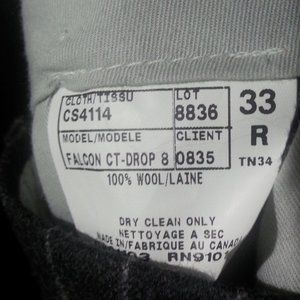 CLOTH/TISSU LOT 33
CS4114 8836
MODEL/MODELE CLIENT R
FALCON CT-DROP 8 0835 TN34
100% WOOL/LAINE
DRY CLEAN ONLY
NETTOYAGE A SEC
MADE IN/FABRIQUE AU CANADA